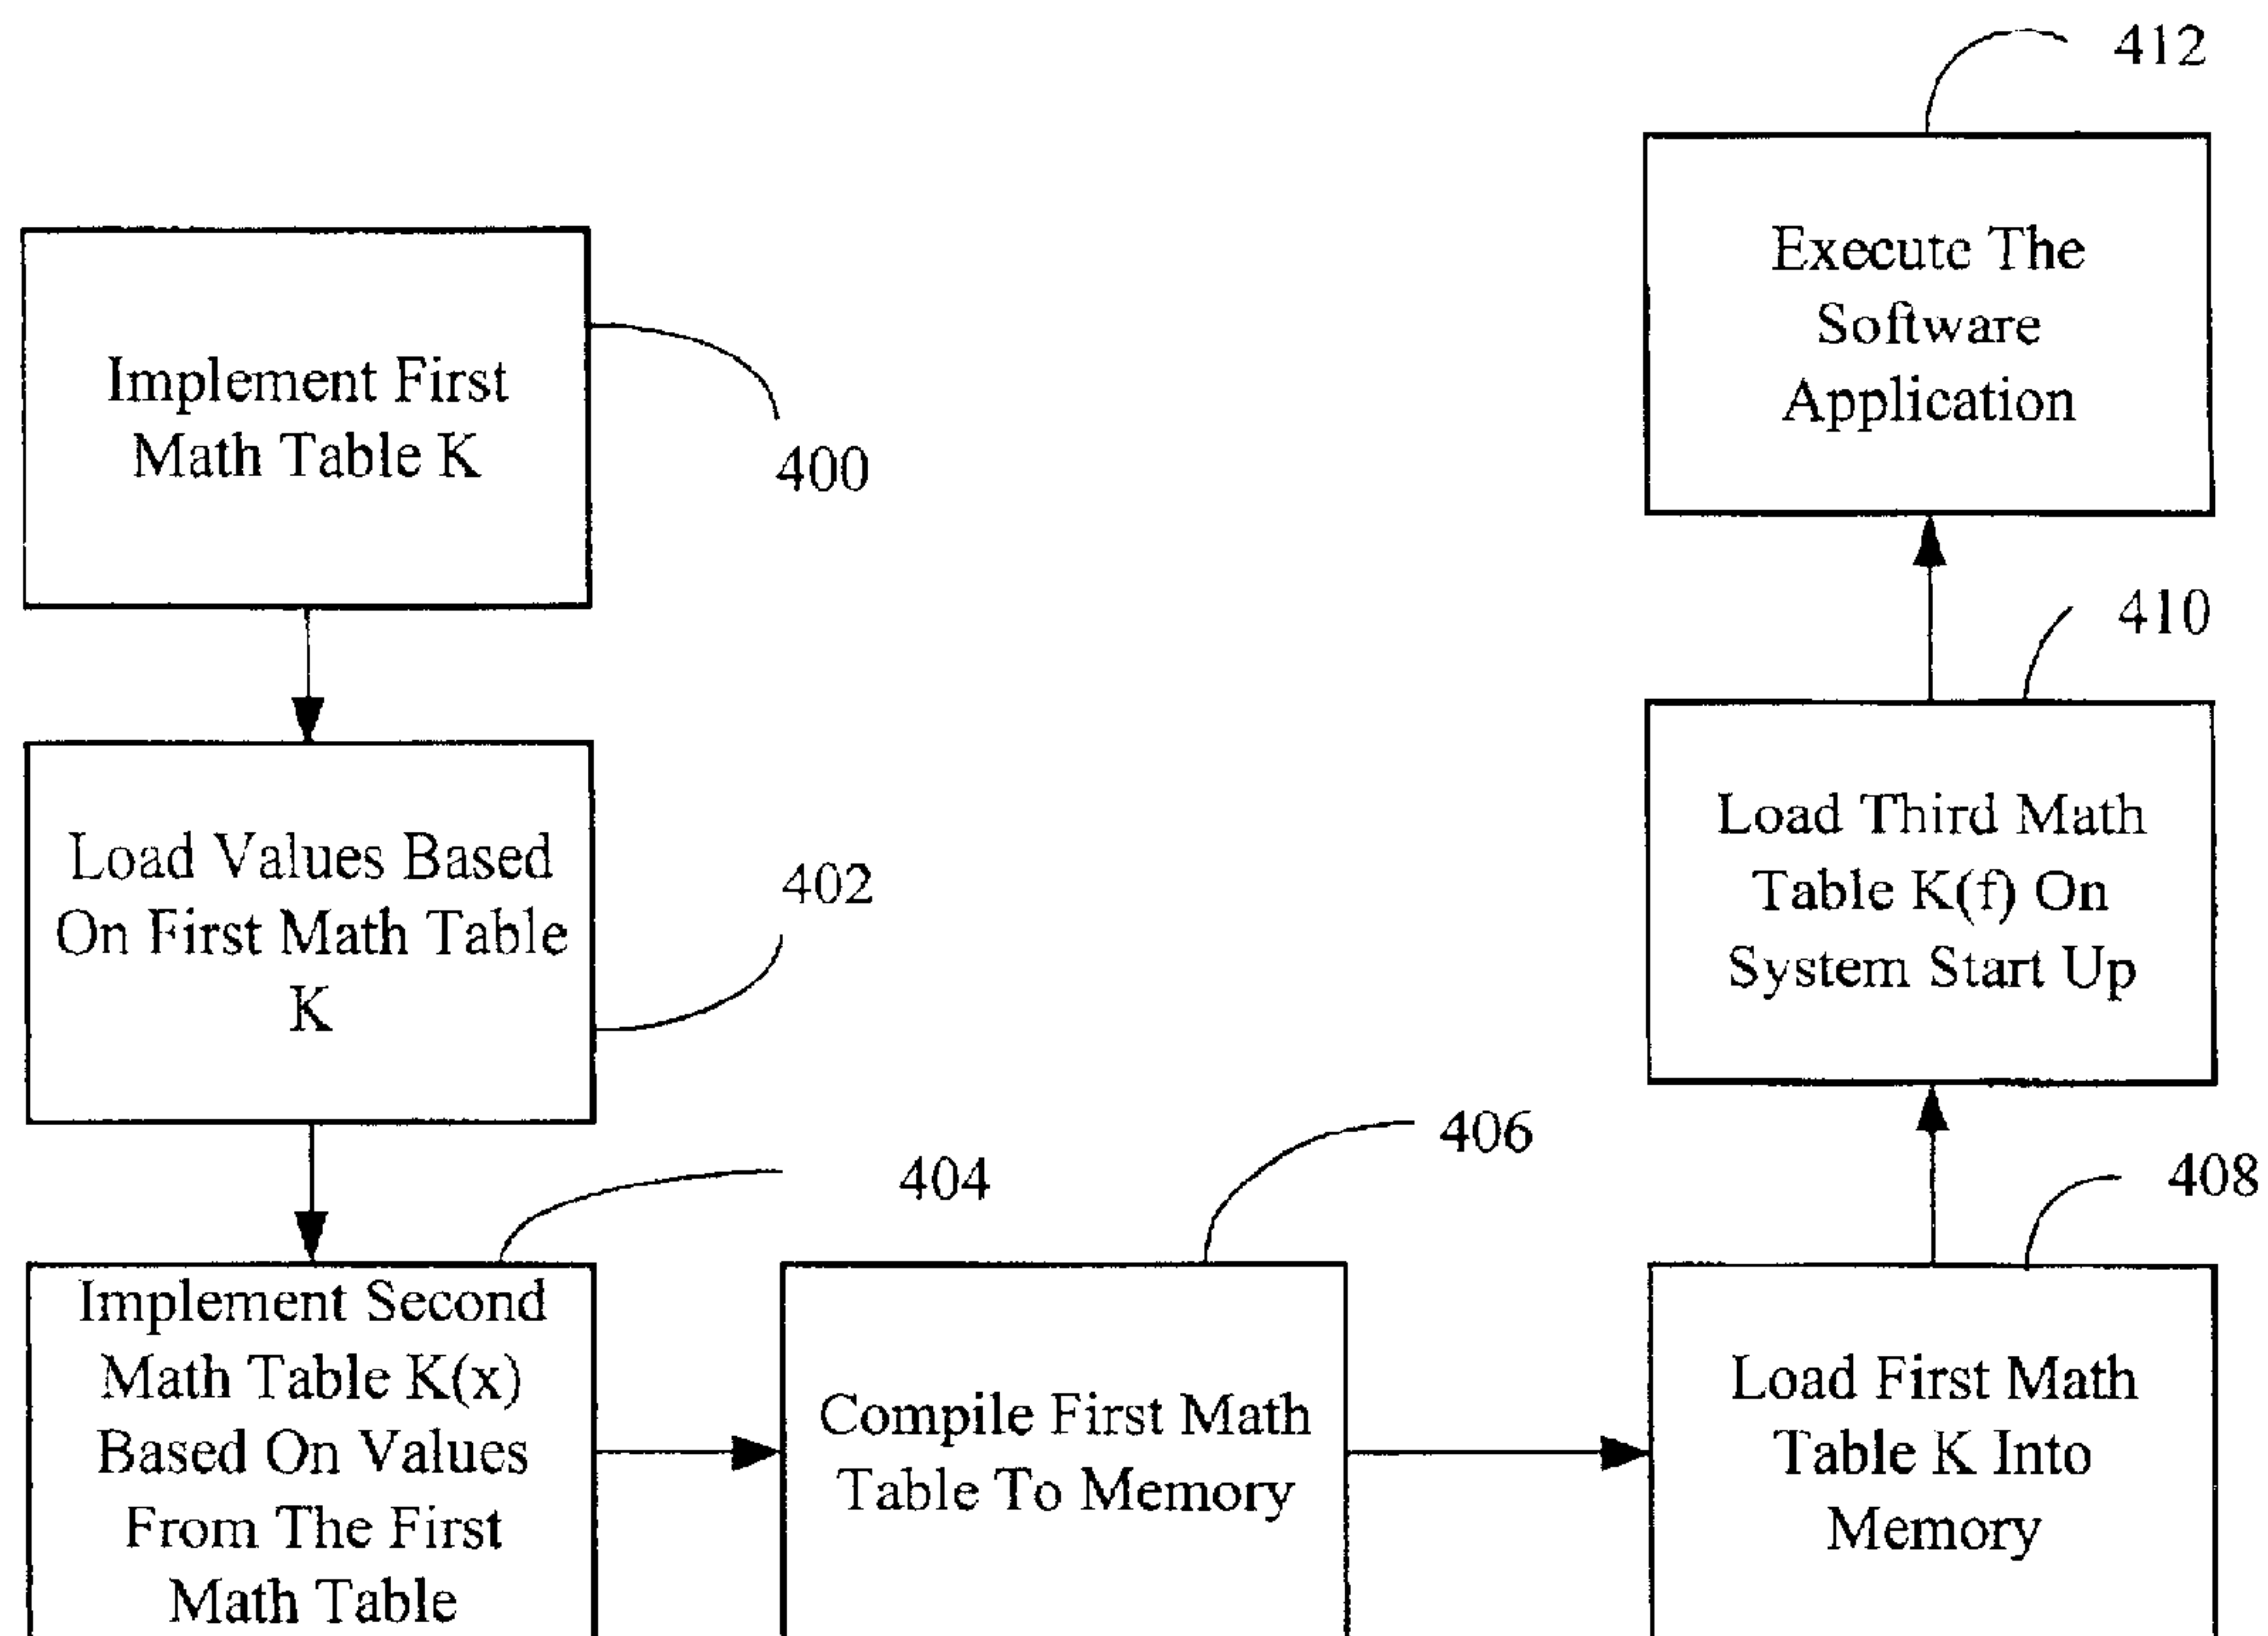 Implement First
Math Table K
400
Load Values Based
On First Math Table
K
402
Implement Second
Math Table K(x)
Based On Values
From The First
Math Table
404
Compile First Math
Table To Memory
406
Load First Math
Table K Into
Memory
408
Load Third Math
Table K(f) On
System Start Up
410
Execute The
Software
Application
412